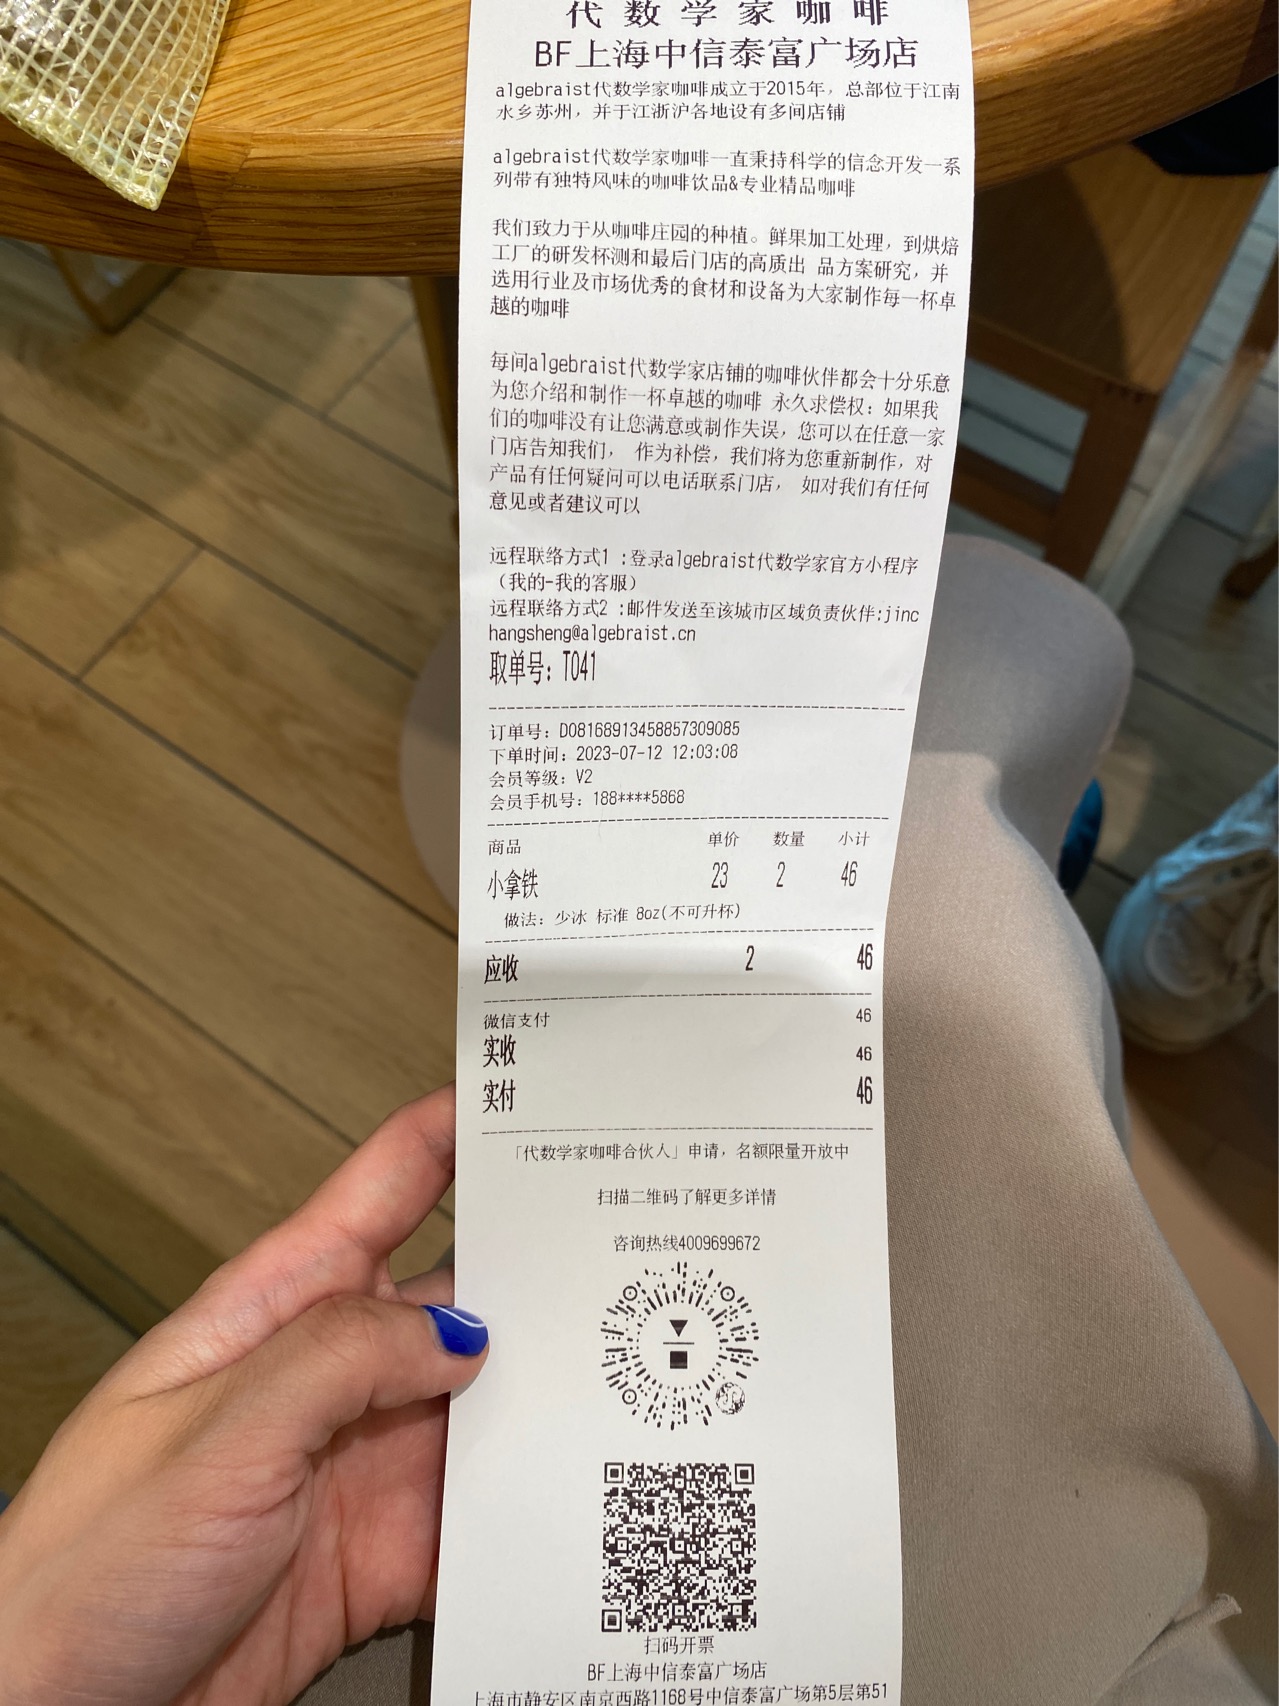 代数学家咖啡
BF上海中信泰富广场店
algebraist代数学家咖啡成立于2015年，总部位于江南
水乡苏州，并于江浙沪各地设有多间店铺
algebraist代数学家咖啡一直秉持科学的信念开发一系
列带有独特风味的咖啡饮品&专业精品咖啡
我们致力于从咖啡庄园的种植。鲜果加工处理，到烘焙
工厂的研发杯测和最后门店的高质出 品方案研究，并
选用行业及市场优秀的食材和设备为大家制作每一杯卓
越的咖啡
每间algebraist代数学家店铺的咖啡伙伴都会十分乐意
为您介绍和制作一杯卓越的咖啡 永久求偿权：如果我
们的咖啡没有让您满意或制作失误，您可以在任意一家
门店告知我们， 作为补偿，我们将为您重新制作，对
产品有任何疑问可以电话联系门店， 如对我们有任何
意见或者建议可以
远程联络方式1 :登录algebraist代数学家官方小程序
（我的-我的客服）
远程联络方式2 :邮件发送至该城市区域负责伙伴:jinc
hangsheng@algebraist.cn
取单号：T041
订单号：D08168913458857309085
下单时间：2023-07-12 12:03:08
会员等级：V2
会员手机号：188****5868
商品 单价 数量 小计
小拿铁 23 2 46
做法：少冰 标准 8oz(不可升杯)
应收 2 46
微信支付 46
实收 46
实付 46
「代数学家咖啡合伙人」申请，名额限量开放中
扫描二维码了解更多详情
咨询热线4009699672
扫码开票
BF上海中信泰富广场店
上海市静安区南京西路1168号中信泰富广场第5层第51